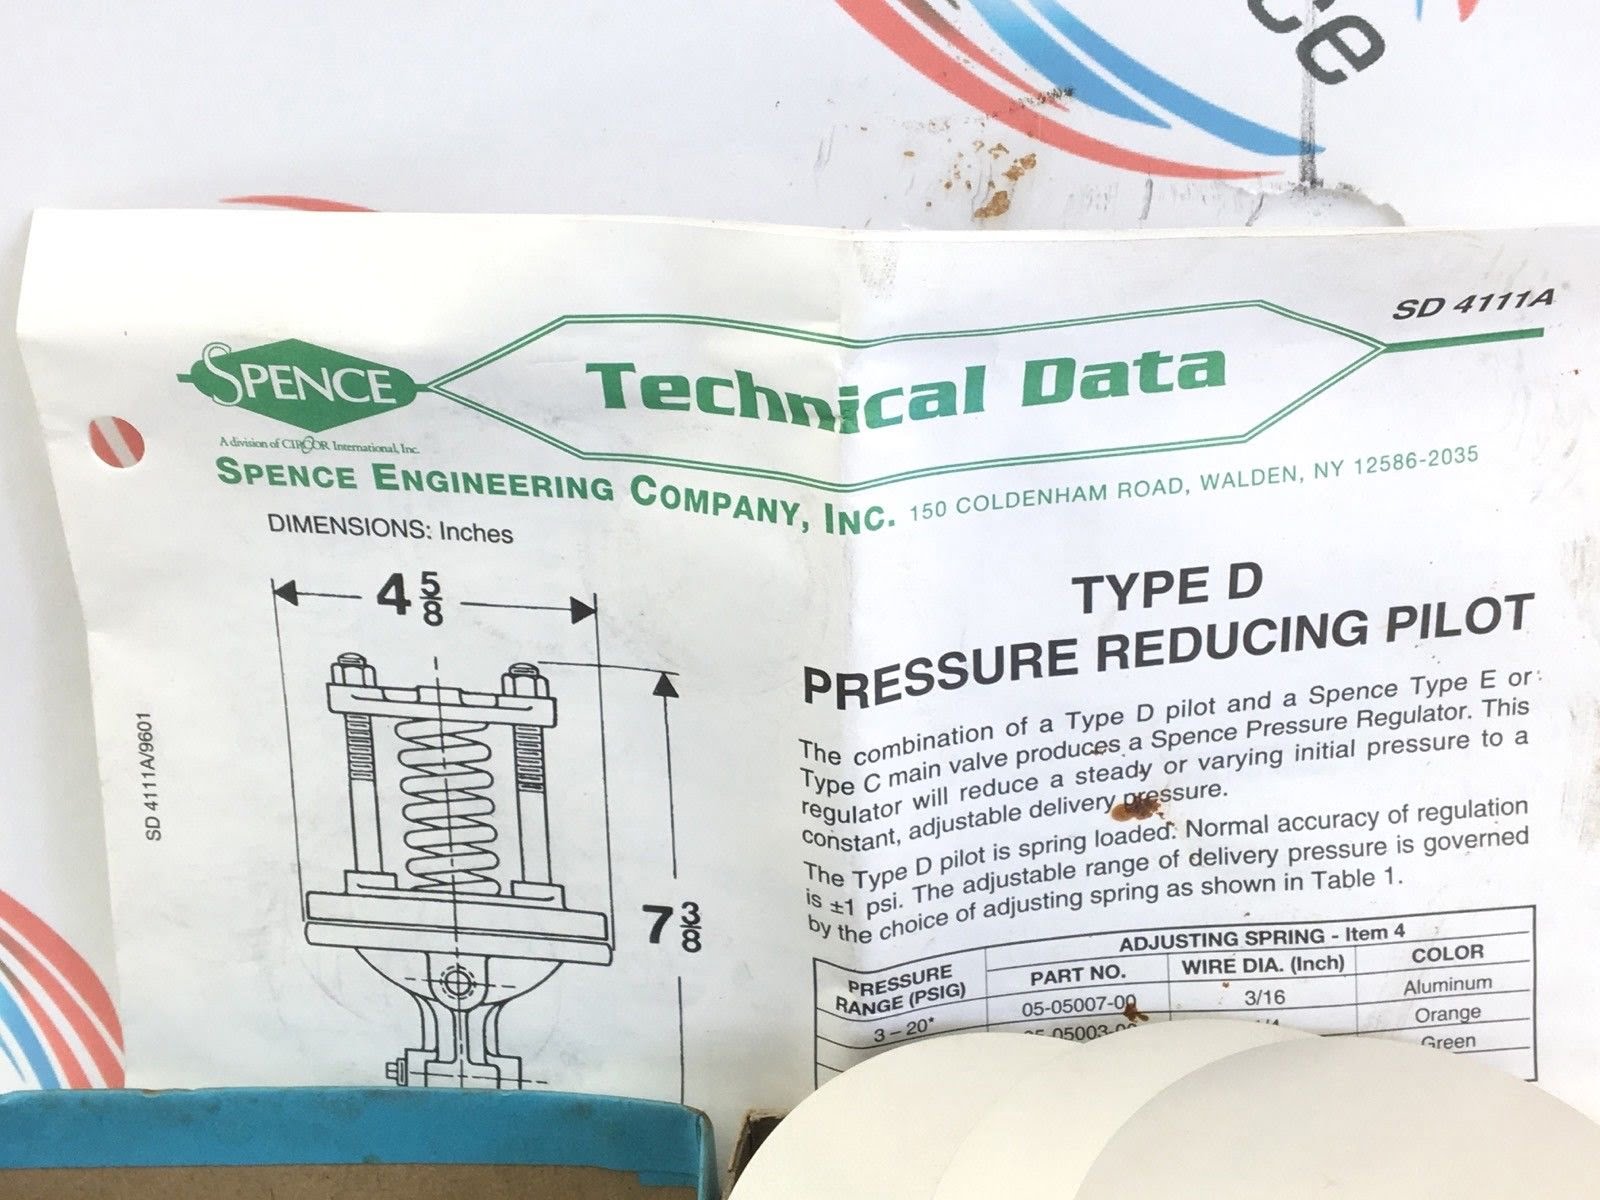 ce
SD 4111A
SPENCE
Technical Data
A division of CIRCOR International, Inc.
SPENCE ENGINEERING COMPANY, INC. 150 COLDENHAM ROAD, WALDEN, NY 12586-2035
DIMENSIONS: Inches
4 5/8
7 3/8
SD 4111A/9601
TYPE D
PRESSURE REDUCING PILOT
The combination of a Type D pilot and a Spence Type E or
Type C main valve produces a Spence Pressure Regulator. This
regulator will reduce a steady or varying initial pressure to a
constant, adjustable delivery pressure.
The Type D pilot is spring loaded. Normal accuracy of regulation
is ±1 psi. The adjustable range of delivery pressure is governed
by the choice of adjusting spring as shown in Table 1.
ADJUSTING SPRING - Item 4
PRESSURE RANGE (PSIG) PART NO. WIRE DIA. (Inch) COLOR
3 – 20* 05-05007-00 3/16 Aluminum
Orange
Green